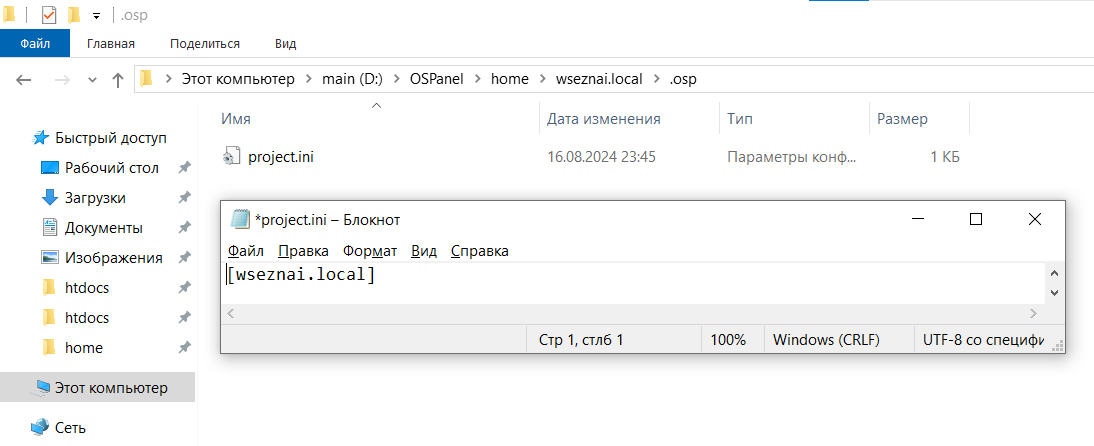 .osp
Файл Главная Поделиться Вид
Этот компьютер main (D:) OSPanel home wseznai.local .osp
Имя Дата изменения Тип Размер
Быстрый доступ
Рабочий стол
Загрузки
Документы
Изображения
htdocs
htdocs
home
Этот компьютер
Сеть
project.ini 16.08.2024 23:45 Параметры конф... 1 КБ
*project.ini – Блокнот
Файл Правка Формат Вид Справка
[wseznai.local]
Стр 1, стлб 1 100% Windows (CRLF) UTF-8 со специфи